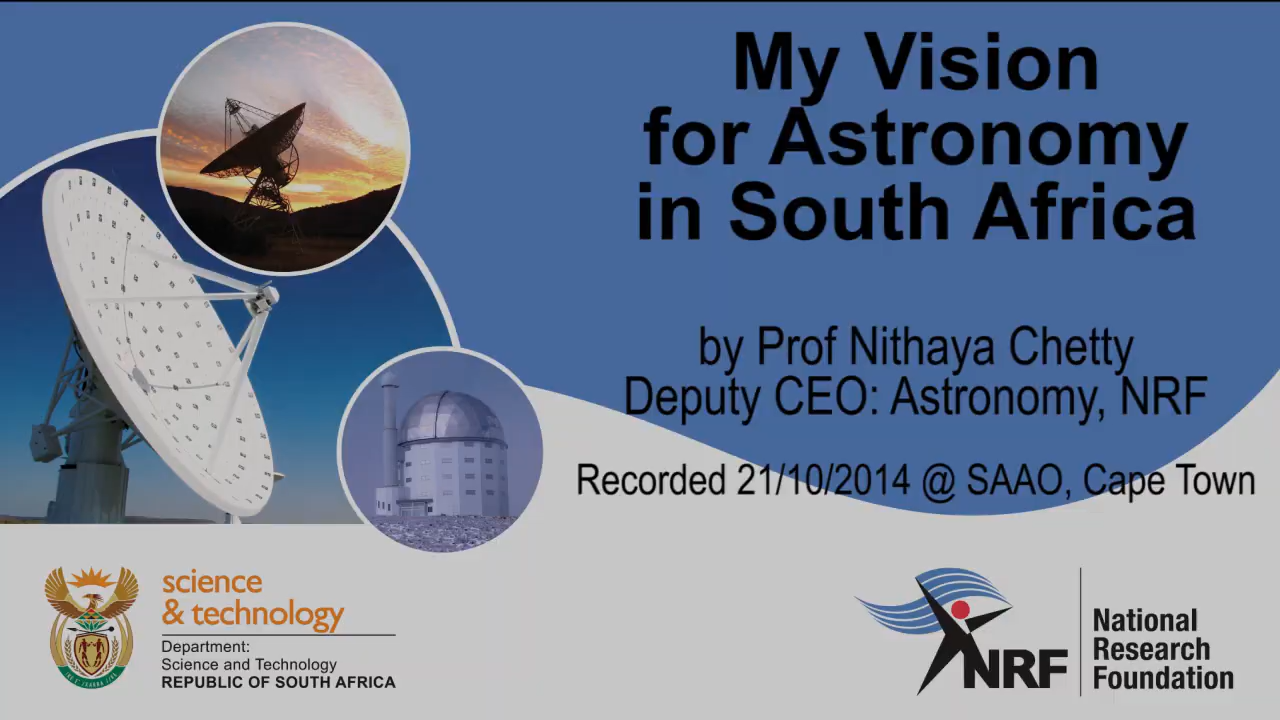 My Vision
for Astronomy
in South Africa
by Prof Nithaya Chetty
Deputy CEO: Astronomy, NRF
Recorded 21/10/2014 @ SAAO, Cape Town
science
& technology
Department:
Science and Technology
REPUBLIC OF SOUTH AFRICA
NRF
National
Research
Foundation